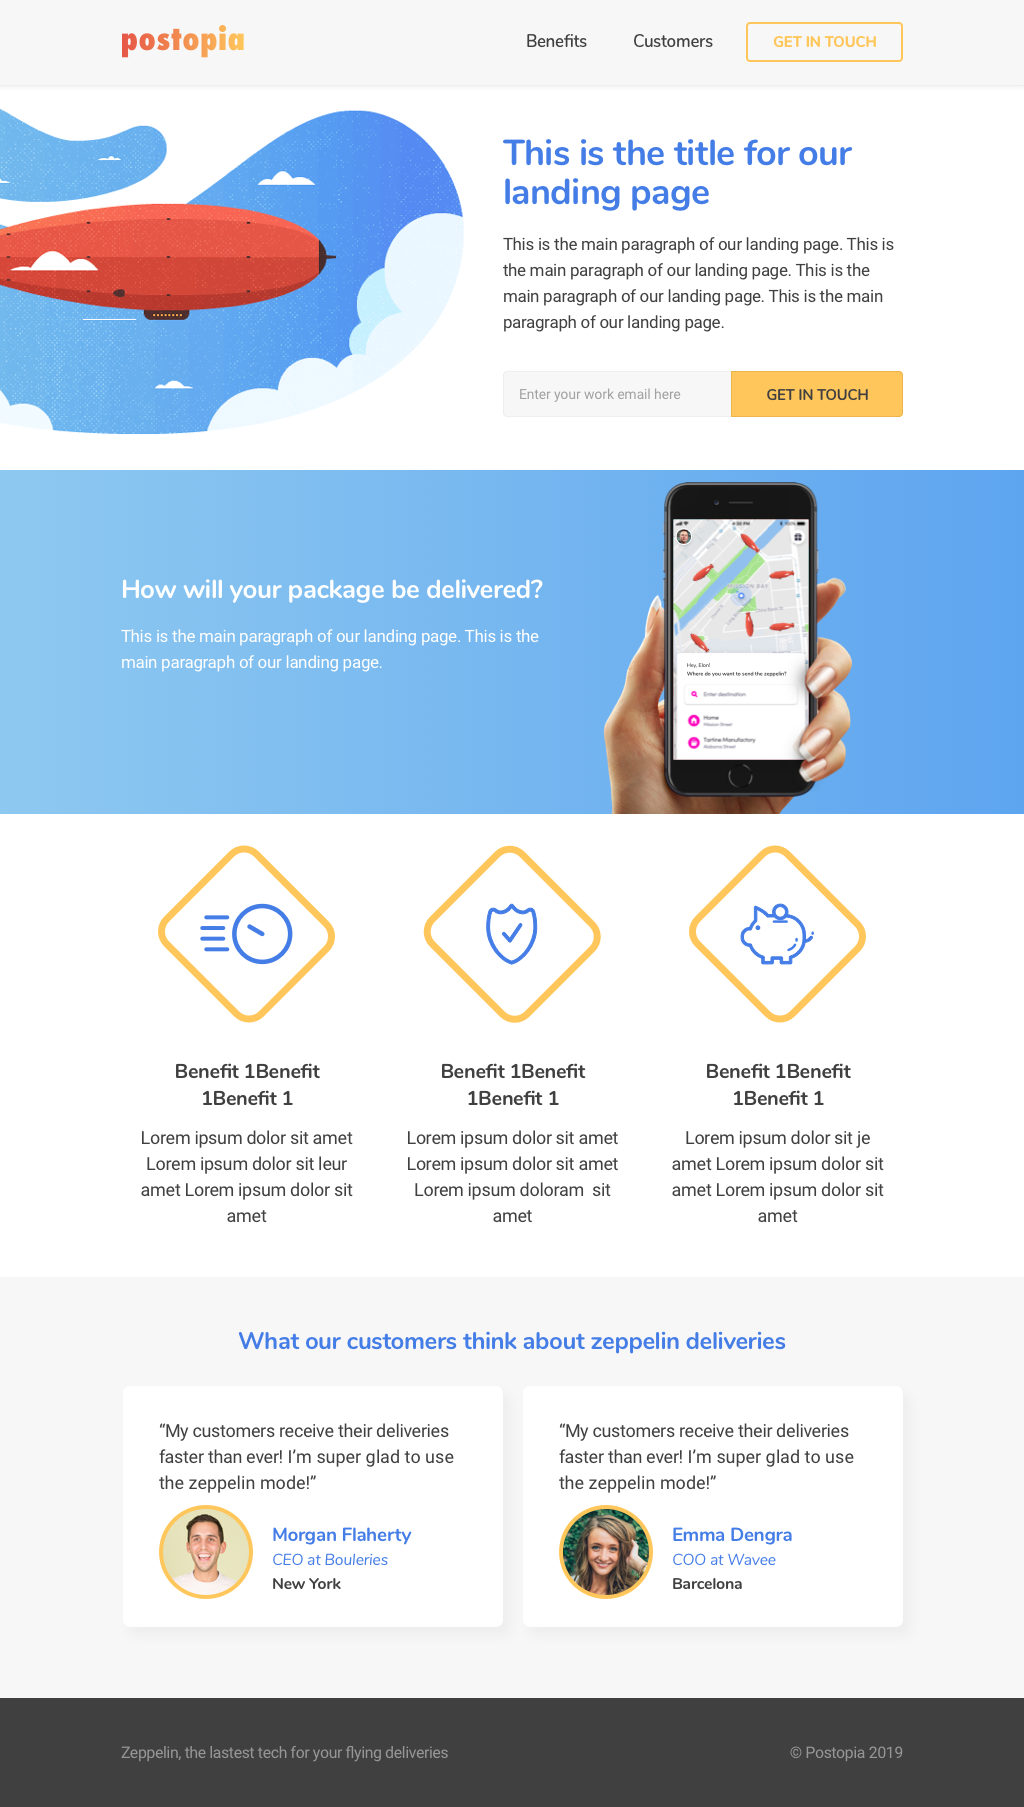 postopia
Benefits
Customers
GET IN TOUCH
This is the title for our
landing page
This is the main paragraph of our landing page. This is
the main paragraph of our landing page. This is the
main paragraph of our landing page. This is the main
paragraph of our landing page.
Enter your work email here
GET IN TOUCH
How will your package be delivered?
This is the main paragraph of our landing page. This is the
main paragraph of our landing page.
MISSION BAY
Hey, Elon!
Where do you want to send the zeppelin?
Enter destination
Home
Mission Street
Tartine Manufactory
Alabama Street
Benefit 1Benefit
1Benefit 1
Lorem ipsum dolor sit amet
Lorem ipsum dolor sit leur
amet Lorem ipsum dolor sit
amet
Benefit 1Benefit
1Benefit 1
Lorem ipsum dolor sit amet
Lorem ipsum dolor sit amet
Lorem ipsum doloram  sit
amet
Benefit 1Benefit
1Benefit 1
Lorem ipsum dolor sit je
amet Lorem ipsum dolor sit
amet Lorem ipsum dolor sit
amet
What our customers think about zeppelin deliveries
“My customers receive their deliveries
faster than ever! I’m super glad to use
the zeppelin mode!”
Morgan Flaherty
CEO at Bouleries
New York
“My customers receive their deliveries
faster than ever! I’m super glad to use
the zeppelin mode!”
Emma Dengra
COO at Wavee
Barcelona
Zeppelin, the lastest tech for your flying deliveries
© Postopia 2019